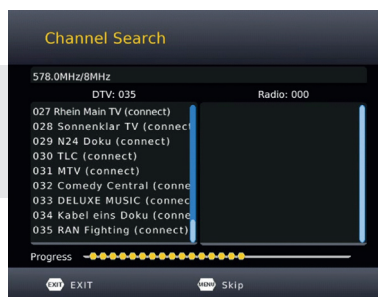 Channel Search
578.0MHz/8MHz
DTV: 035
Radio: 000
027 Rhein Main TV (connect)
028 Sonnenklar TV (connect
029 N24 Doku (connect)
030 TLC (connect)
031 MTV (connect)
032 Comedy Central (conne
033 DELUXE MUSIC (connec
034 Kabel eins Doku (conne
035 RAN Fighting (connect)
Progress
EXIT EXIT
MENU Skip